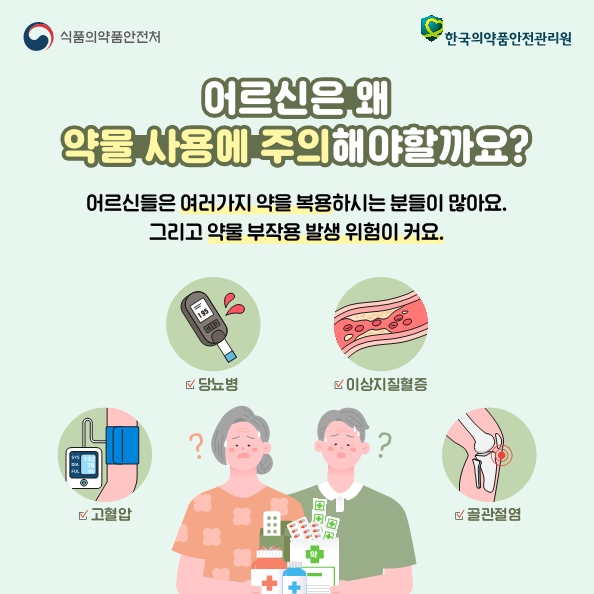 식품의약품안전처
한국의약품안전관리원
어르신은 왜
약물 사용에 주의해야할까요?
어르신들은 여러가지 약을 복용하시는 분들이 많아요.
그리고 약물 부작용 발생 위험이 커요.
195
당뇨병
이상지질혈증
SYS
DIA
FUL
고혈압
?
?
골관절염
약